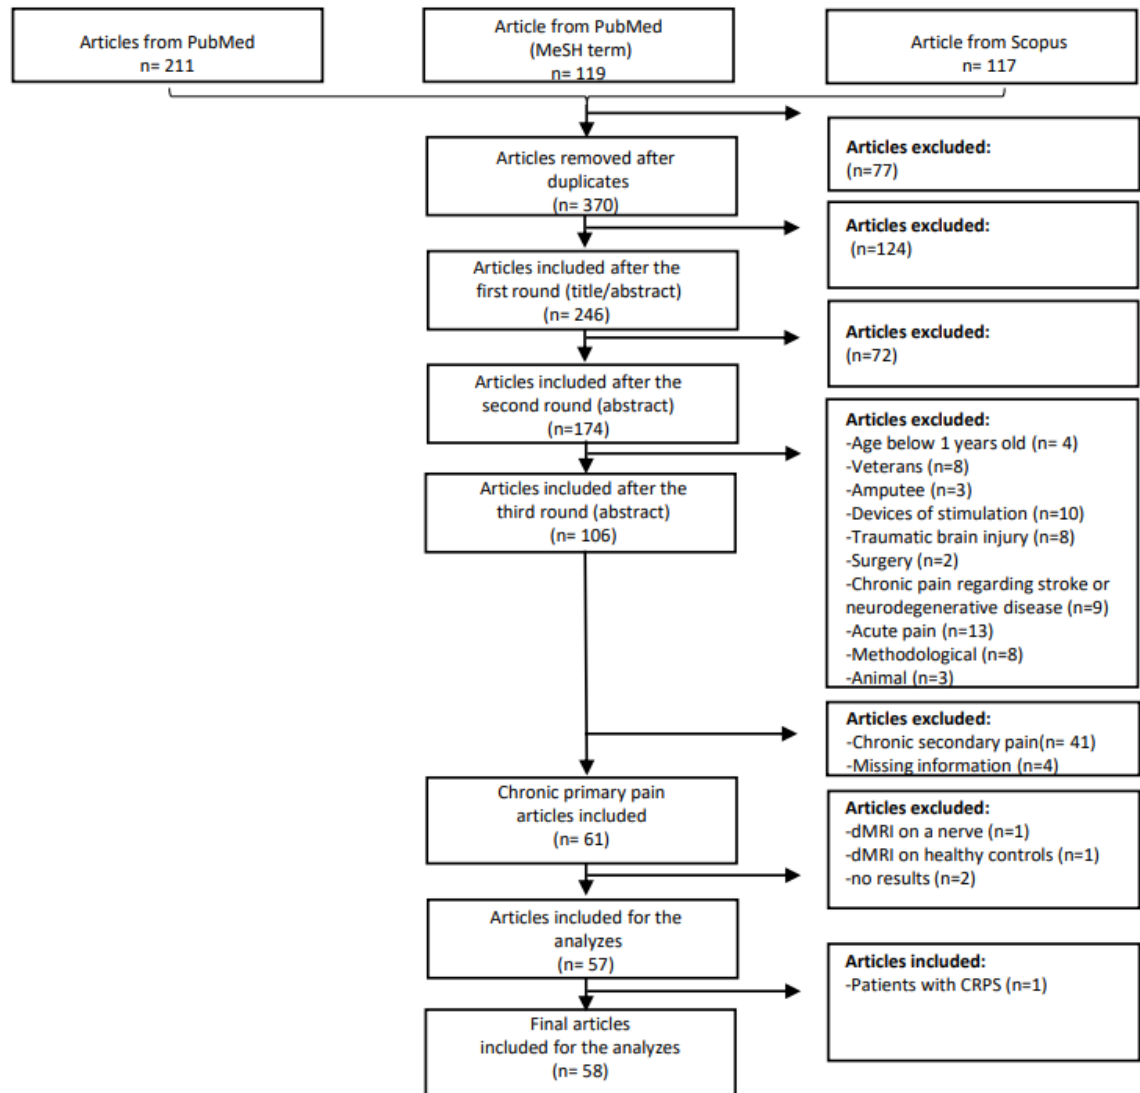 Articles from PubMed
n= 211
Article from PubMed
(MeSH term)
n= 119
Article from Scopus
n= 117
Articles excluded:
(n=77)
Articles removed after
duplicates
(n= 370)
Articles excluded:
(n=124)
Articles included after the
first round (title/abstract)
(n= 246)
Articles excluded:
(n=72)
Articles included after the
second round (abstract)
(n=174)
Articles excluded:
-Age below 1 years old (n= 4)
-Veterans (n=8)
-Amputee (n=3)
-Devices of stimulation (n=10)
-Traumatic brain injury (n=8)
-Surgery (n=2)
-Chronic pain regarding stroke or
neurodegenerative disease (n=9)
-Acute pain (n=13)
-Methodological (n=8)
-Animal (n=3)
Articles included after the
third round (abstract)
(n= 106)
Articles excluded:
-Chronic secondary pain(n= 41)
-Missing information (n=4)
Chronic primary pain
articles included
(n= 61)
Articles excluded:
-dMRI on a nerve (n=1)
-dMRI on healthy controls (n=1)
-no results (n=2)
Articles included for the
analyzes
(n= 57)
Articles included:
-Patients with CRPS (n=1)
Final articles
included for the analyzes
(n= 58)